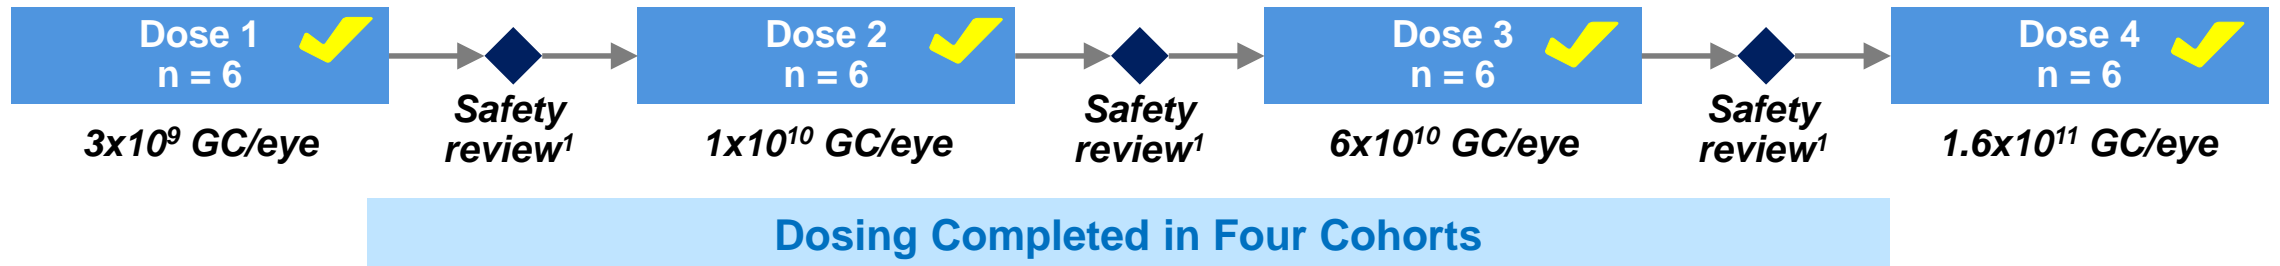 Dose 1
n = 6
Dose 2
n = 6
Dose 3
n = 6
Dose 4
n = 6
3x10⁹ GC/eye
Safety
review¹
1x10¹⁰ GC/eye
Safety
review¹
6x10¹⁰ GC/eye
Safety
review¹
1.6x10¹¹ GC/eye
Dosing Completed in Four Cohorts